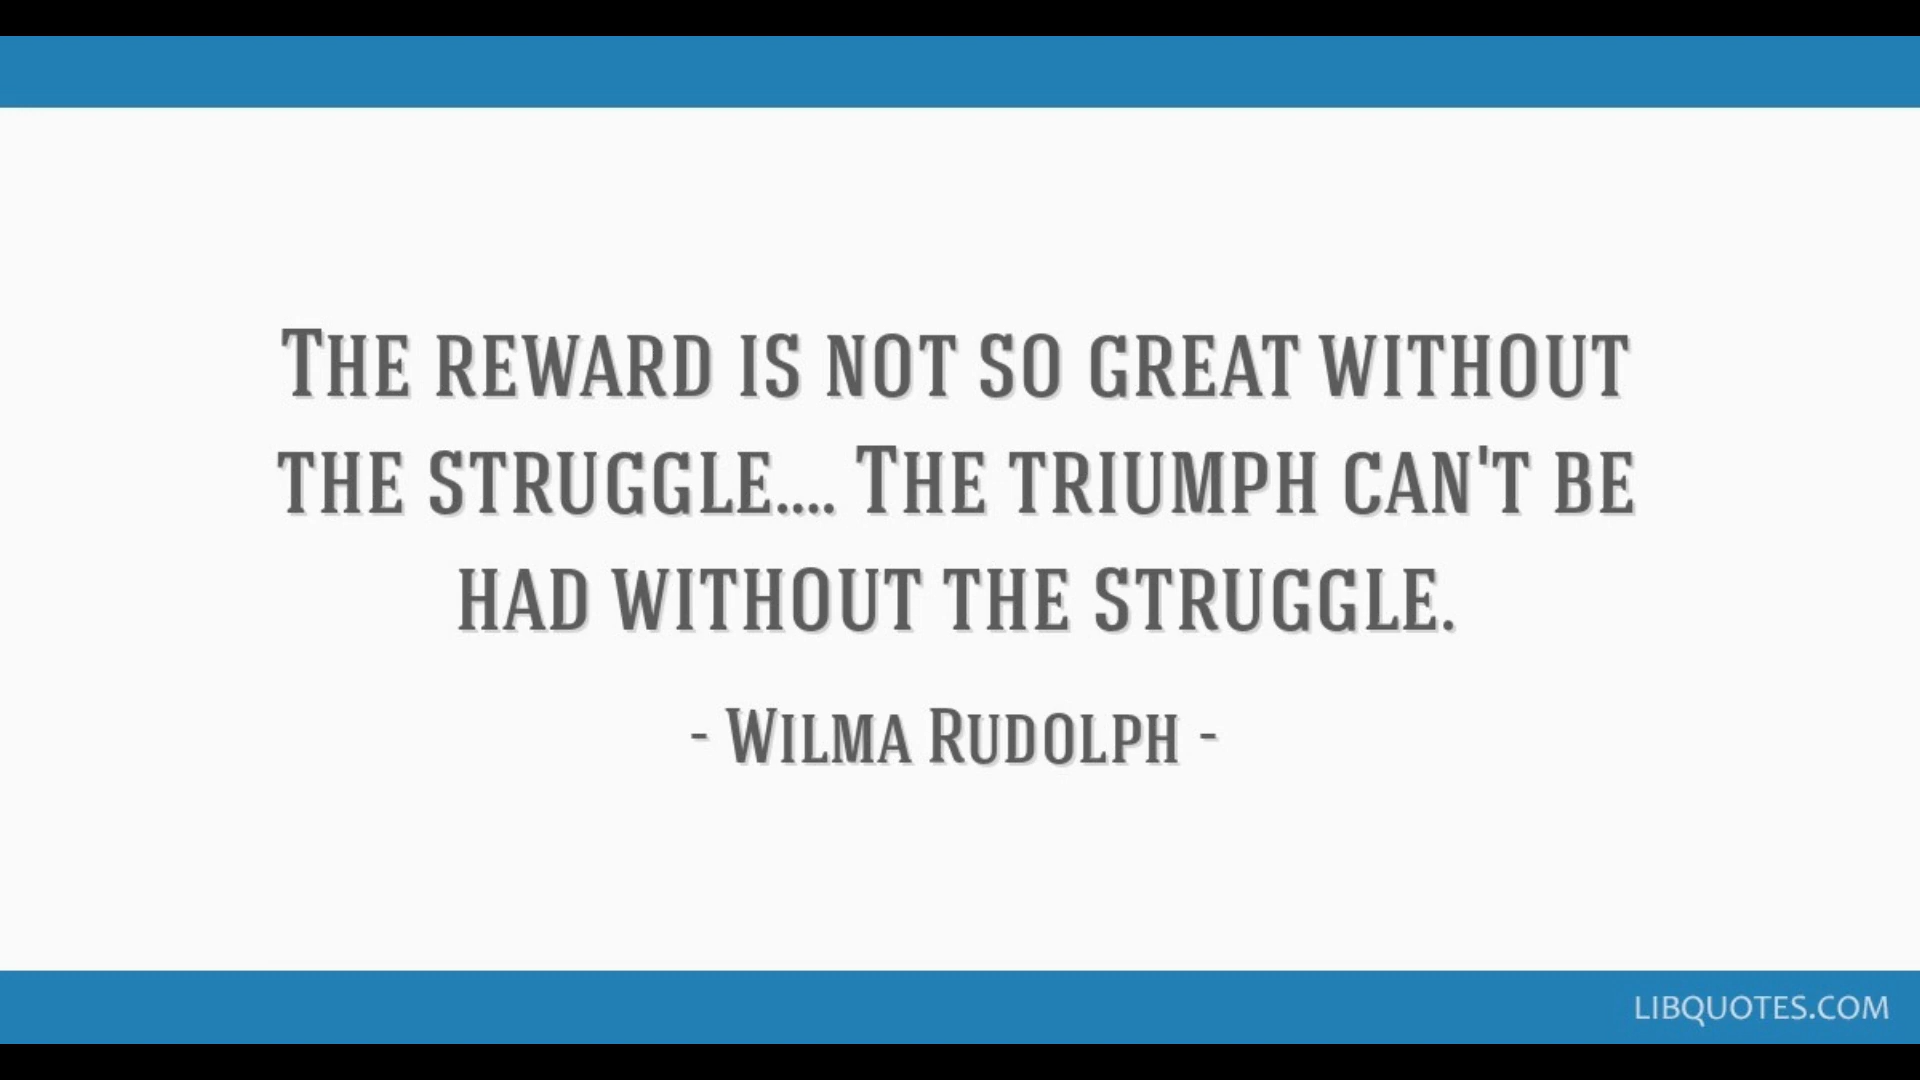 The reward is not so great without
the struggle.... The triumph can't be
had without the struggle.
- Wilma Rudolph -
LIBQUOTES.COM